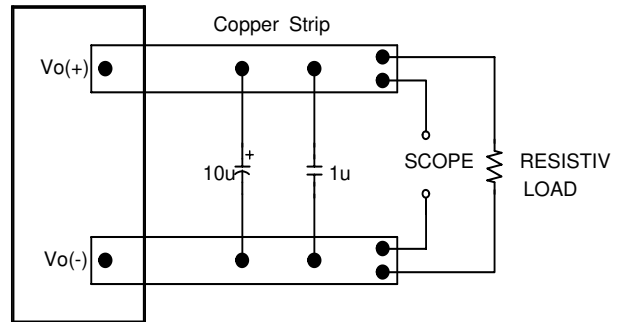 Copper Strip
Vo(+)
+
10u
1u
SCOPE
RESISTIV
LOAD
Vo(-)